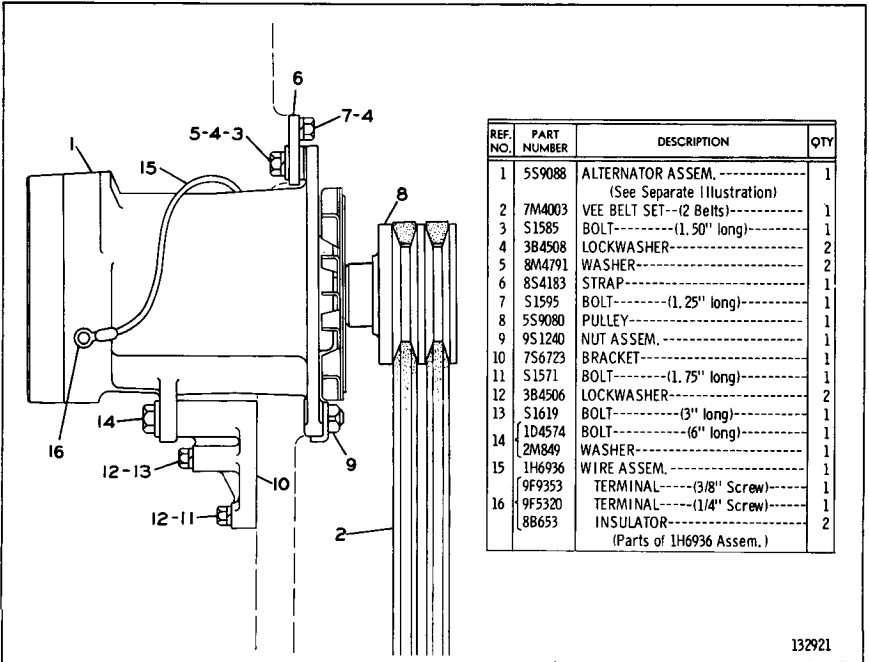 6
7-4
5-4-3
1
15
8
14
16
12-13
10
9
12-11
2
REF. NO. PART NUMBER DESCRIPTION QTY
1 5S9088 ALTERNATOR ASSEM. ----------- 1
(See Separate Illustration)
2 7M4003 VEE BELT SET--(2 Belts)---------- 1
3 S1585 BOLT--------(1.50" long)---------- 1
4 3B4508 LOCKWASHER---------------- 2
5 8M4791 WASHER--------------------- 2
6 8S4183 STRAP----------------------- 1
7 S1595 BOLT-------(1.25" long)---------- 1
8 5S9080 PULLEY---------------------- 1
9 9S1240 NUT ASSEM.------------------ 1
10 7S6723 BRACKET--------------------- 1
11 S1571 BOLT-------(1.75" long)---------- 1
12 3B4506 LOCKWASHER---------------- 2
13 S1619 BOLT--------(3" long)----------- 1
14 1D4574 BOLT--------(6" long)----------- 1
2M849 WASHER--------------------- 1
15 1H6936 WIRE ASSEM.----------------- 1
16 9F9353 TERMINAL-----(3/8" Screw)----- 1
9F5320 TERMINAL-----(1/4" Screw)----- 1
8B653 INSULATOR------------------ 2
(Parts of 1H6936 Assem.)
132921